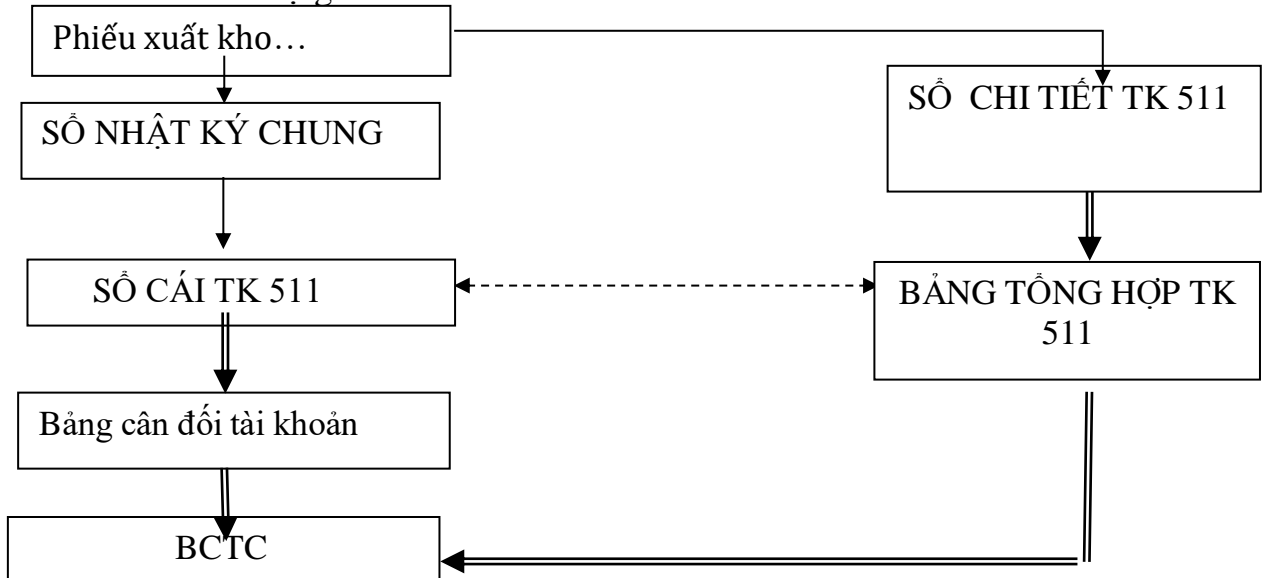 Phiếu xuất kho…
SỔ CHI TIẾT TK 511
SỔ NHẬT KÝ CHUNG
SỔ CÁI TK 511
BẢNG TỔNG HỢP TK
511
Bảng cân đối tài khoản
BCTC